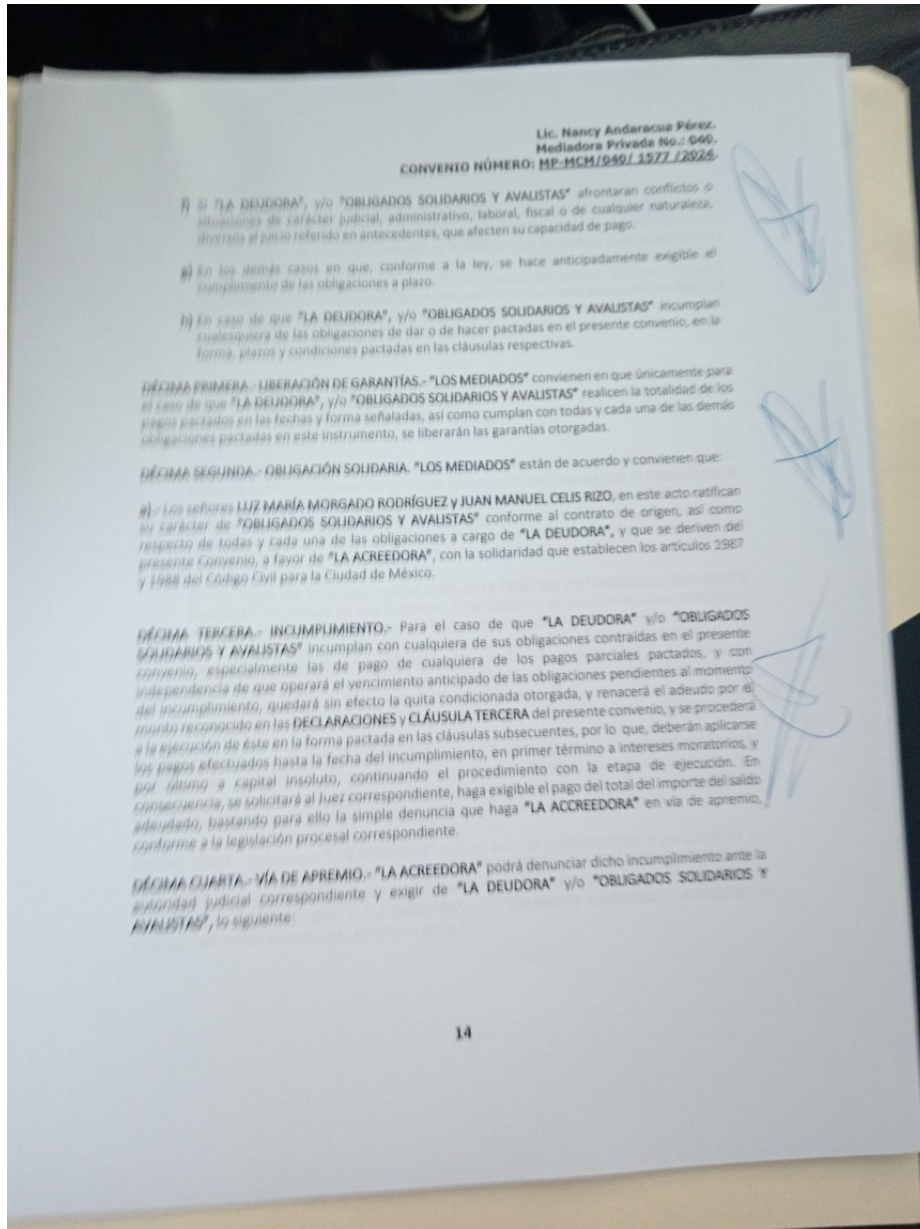 Lic. Nancy Andaracua Pérez.
Mediadora Privada No.: 040.
CONVENIO NÚMERO: MP-MCM/040/ 1577 /2024.
f) Si "LA DEUDORA", y/o "OBLIGADOS SOLIDARIOS Y AVALISTAS" afrontaran conflictos o
situaciones de carácter judicial, administrativo, laboral, fiscal o de cualquier naturaleza,
diversos al juicio referido en antecedentes, que afecten su capacidad de pago.
g) En los demás casos en que, conforme a la ley, se hace anticipadamente exigible el
cumplimiento de las obligaciones a plazo.
h) En caso de que "LA DEUDORA", y/o "OBLIGADOS SOLIDARIOS Y AVALISTAS" incumplan
cualesquiera de las obligaciones de dar o de hacer pactadas en el presente convenio, en la
forma, plazos y condiciones pactadas en las cláusulas respectivas.
DÉCIMA PRIMERA.- LIBERACIÓN DE GARANTÍAS.- "LOS MEDIADOS" convienen en que únicamente para
el caso de que "LA DEUDORA", y/o "OBLIGADOS SOLIDARIOS Y AVALISTAS" realicen la totalidad de los
pagos pactados en las fechas y forma señaladas, así como cumplan con todas y cada una de las demás
obligaciones pactadas en este instrumento, se liberarán las garantías otorgadas.
DÉCIMA SEGUNDA.- OBLIGACIÓN SOLIDARIA. "LOS MEDIADOS" están de acuerdo y convienen que:
a).- Los señores LUZ MARÍA MORGADO RODRÍGUEZ y JUAN MANUEL CELIS RIZO, en este acto ratifican
su carácter de "OBLIGADOS SOLIDARIOS Y AVALISTAS" conforme al contrato de origen, así como
respecto de todas y cada una de las obligaciones a cargo de "LA DEUDORA", y que se deriven del
presente Convenio, a favor de "LA ACREEDORA", con la solidaridad que establecen los artículos 1987
y 1988 del Código Civil para la Ciudad de México.
DÉCIMA TERCERA.- INCUMPLIMIENTO.- Para el caso de que "LA DEUDORA" y/o "OBLIGADOS
SOLIDARIOS Y AVALISTAS" incumplan con cualquiera de sus obligaciones contraídas en el presente
convenio, especialmente las de pago de cualquiera de los pagos parciales pactados, y con
independencia de que operará el vencimiento anticipado de las obligaciones pendientes al momento
del incumplimiento, quedará sin efecto la quita condicionada otorgada, y renacerá el adeudo por el
monto reconocido en las DECLARACIONES y CLÁUSULA TERCERA del presente convenio, y se procederá
a la ejecución de éste en la forma pactada en las cláusulas subsecuentes, por lo que, deberán aplicarse
los pagos efectuados hasta la fecha del incumplimiento, en primer término a intereses moratorios, y
por último a capital insoluto, continuando el procedimiento con la etapa de ejecución. En
consecuencia, se solicitará al Juez correspondiente, haga exigible el pago del total del importe del saldo
adeudado, bastando para ello la simple denuncia que haga "LA ACCREEDORA" en vía de apremio,
conforme a la legislación procesal correspondiente.
DÉCIMA CUARTA.- VÍA DE APREMIO.- "LA ACREEDORA" podrá denunciar dicho incumplimiento ante la
autoridad judicial correspondiente y exigir de "LA DEUDORA" y/o "OBLIGADOS SOLIDARIOS Y
AVALISTAS", lo siguiente:
14